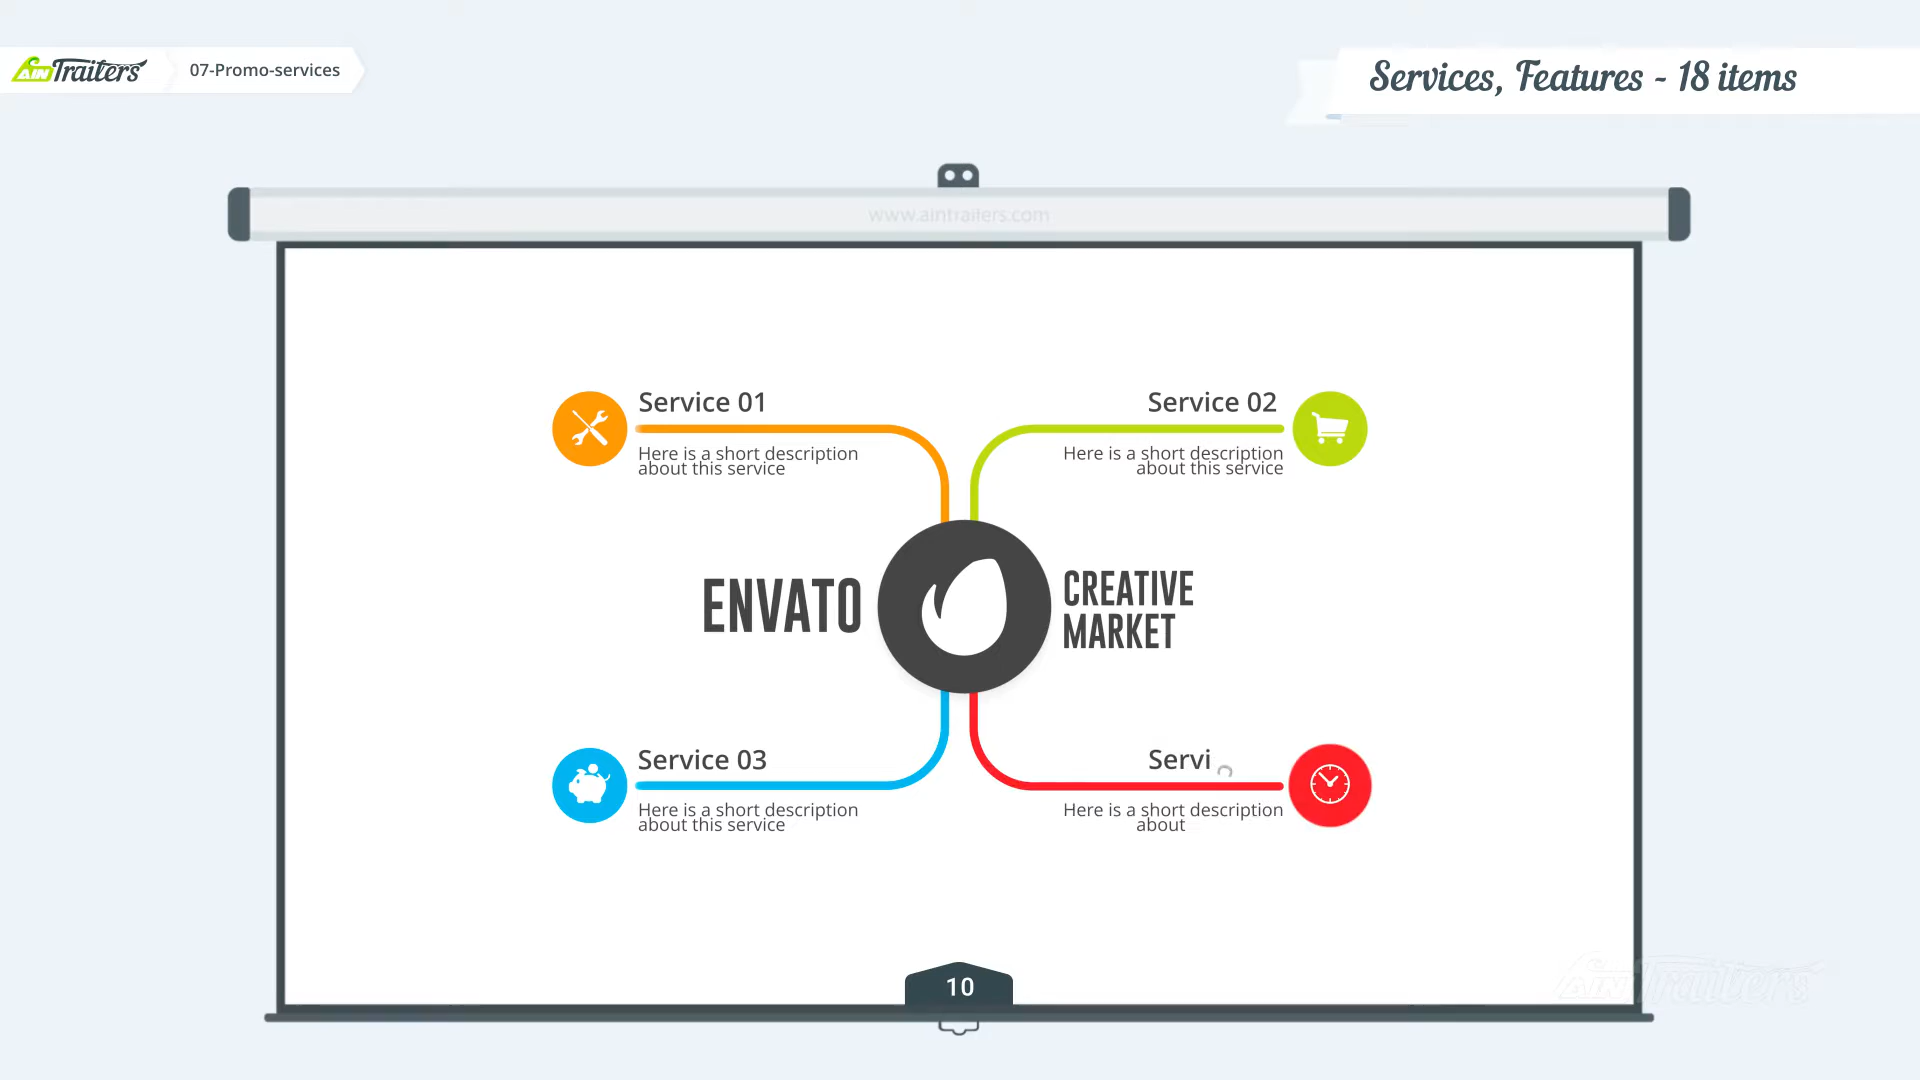 AinTrailers
07-Promo-services
Services, Features - 18 items
www.aintrailers.com
Service 01
Here is a short description
about this service
Service 02
Here is a short description
about this service
ENVATO
CREATIVE
MARKET
Service 03
Here is a short description
about this service
Servi
Here is a short description
about
10
AinTrailers